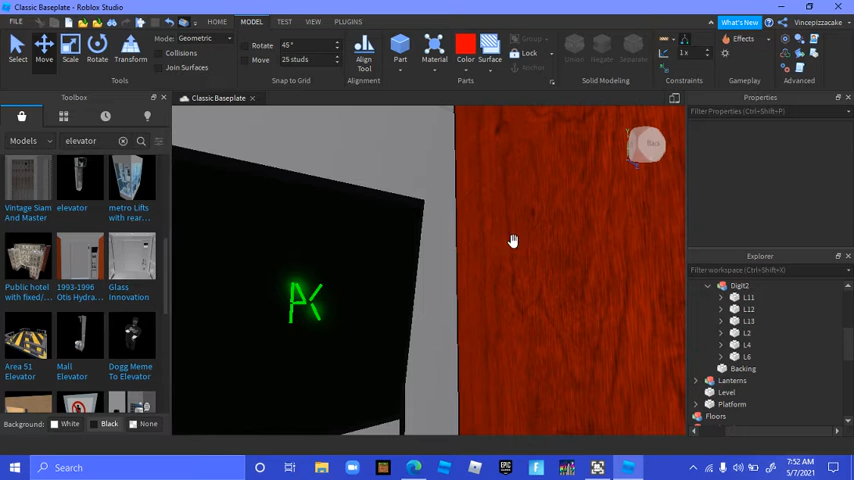 Classic Baseplate - Roblox Studio
FILE HOME MODEL TEST VIEW PLUGINS What's New Vincepizzacake
Select Move Scale Rotate Transform
Mode: Geometric
Collisions
Join Surfaces
Tools
Rotate 45°
Move 25 studs
Snap to Grid
Align Tool
Alignment
Part Material Color Surface
Group
Lock
Anchor
Parts
Union Negate Separate
Solid Modeling
1x
Constraints
Effects
Gameplay
Advanced
Toolbox
Classic Baseplate
Properties
Filter Properties (Ctrl+Shift+P)
Models elevator
Vintage Siam And Master
elevator
metro Lifts with rear...
Public hotel with fixed/...
1993-1996 Otis Hydra...
Glass Innovation
Area 51 Elevator
Mall Elevator
Dogg Meme To Elevator
Background: White Black None
Back
Explorer
Filter workspace (Ctrl+Shift+X)
Digit2
L11
L12
L13
L2
L4
L6
Backing
Lanterns
Level
Platform
Floors
Search
EPIC
7:52 AM
5/7/2021